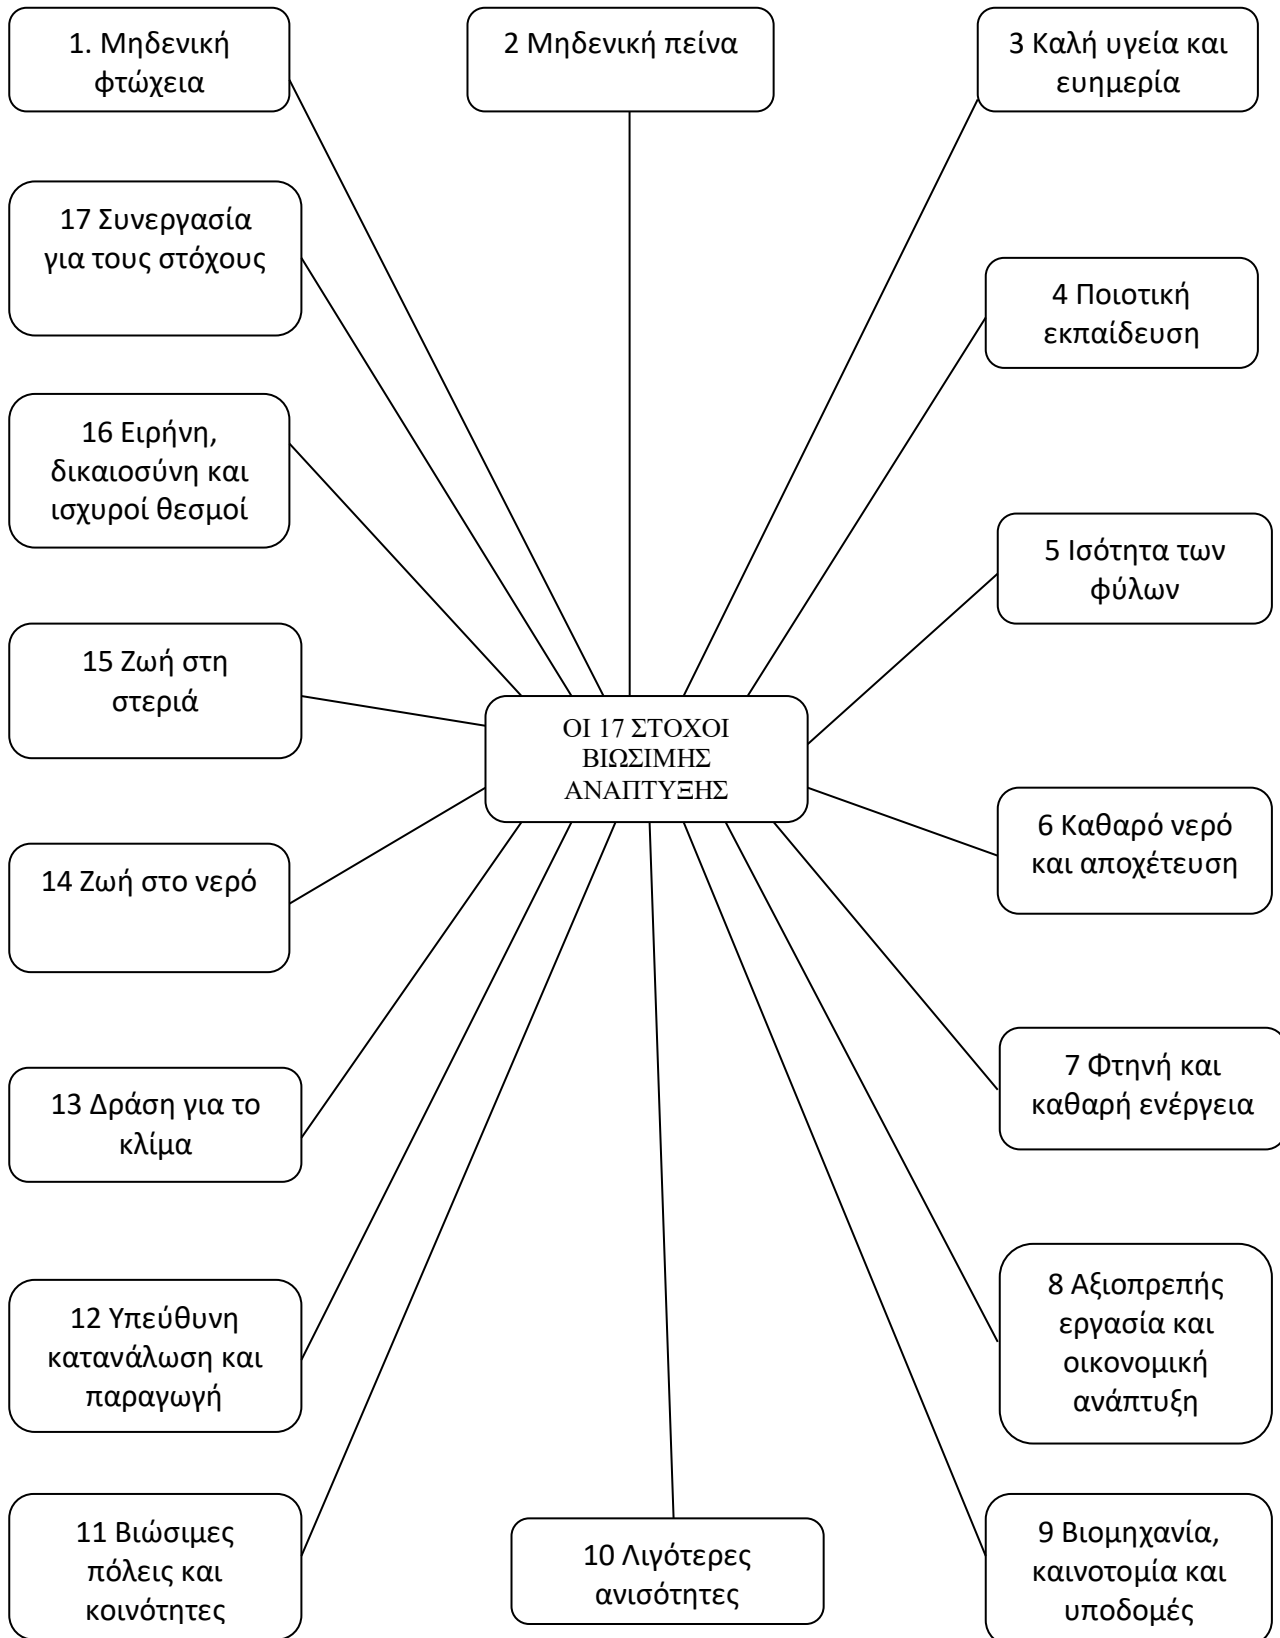 1. Μηδενική
φτώχεια
2 Μηδενική πείνα
3 Καλή υγεία και
ευημερία
17 Συνεργασία
για τους στόχους
4 Ποιοτική
εκπαίδευση
16 Ειρήνη,
δικαιοσύνη και
ισχυροί θεσμοί
5 Ισότητα των
φύλων
15 Ζωή στη
στεριά
ΟΙ 17 ΣΤΟΧΟΙ
ΒΙΩΣΙΜΗΣ
ΑΝΑΠΤΥΞΗΣ
6 Καθαρό νερό
και αποχέτευση
14 Ζωή στο νερό
7 Φτηνή και
καθαρή ενέργεια
13 Δράση για το
κλίμα
8 Αξιοπρεπής
εργασία και
οικονομική
ανάπτυξη
12 Υπεύθυνη
κατανάλωση και
παραγωγή
11 Βιώσιμες
πόλεις και
κοινότητες
10 Λιγότερες
ανισότητες
9 Βιομηχανία,
καινοτομία και
υποδομές